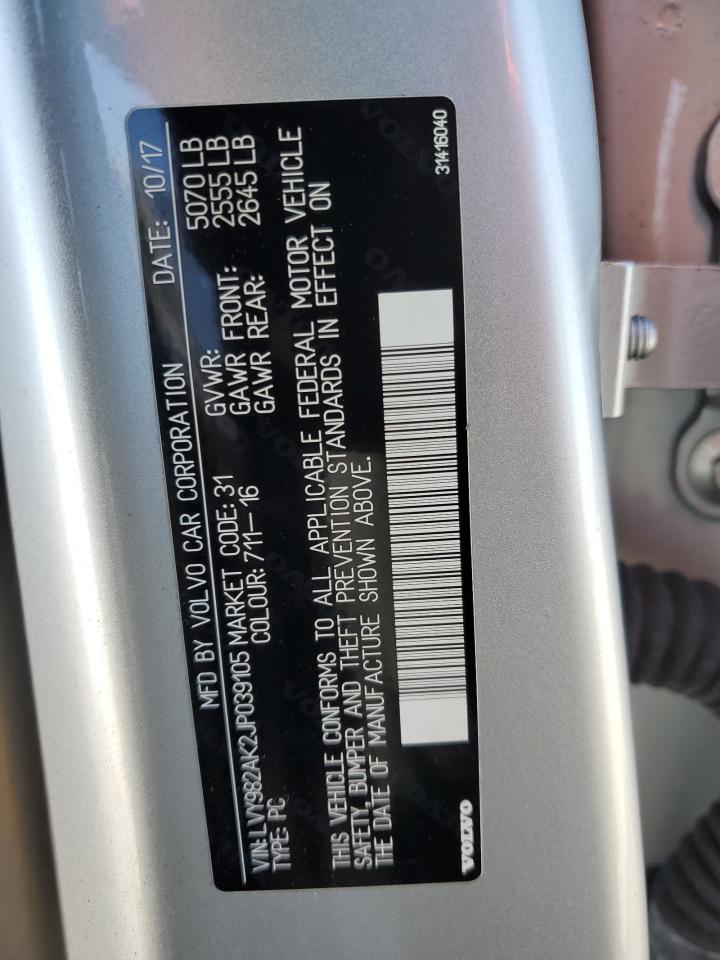 MFD BY VOLVO CAR CORPORATION DATE: 10/17
VIN: LVY982AK2JP039105 MARKET CODE: 31 GVWR: 5070 LB
TYPE: PC COLOUR: 711-16 GAWR FRONT: 2555 LB
GAWR REAR: 2645 LB
THIS VEHICLE CONFORMS TO ALL APPLICABLE FEDERAL MOTOR VEHICLE
SAFETY, BUMPER AND THEFT PREVENTION STANDARDS IN EFFECT ON
THE DATE OF MANUFACTURE SHOWN ABOVE.
VOLVO 31416040